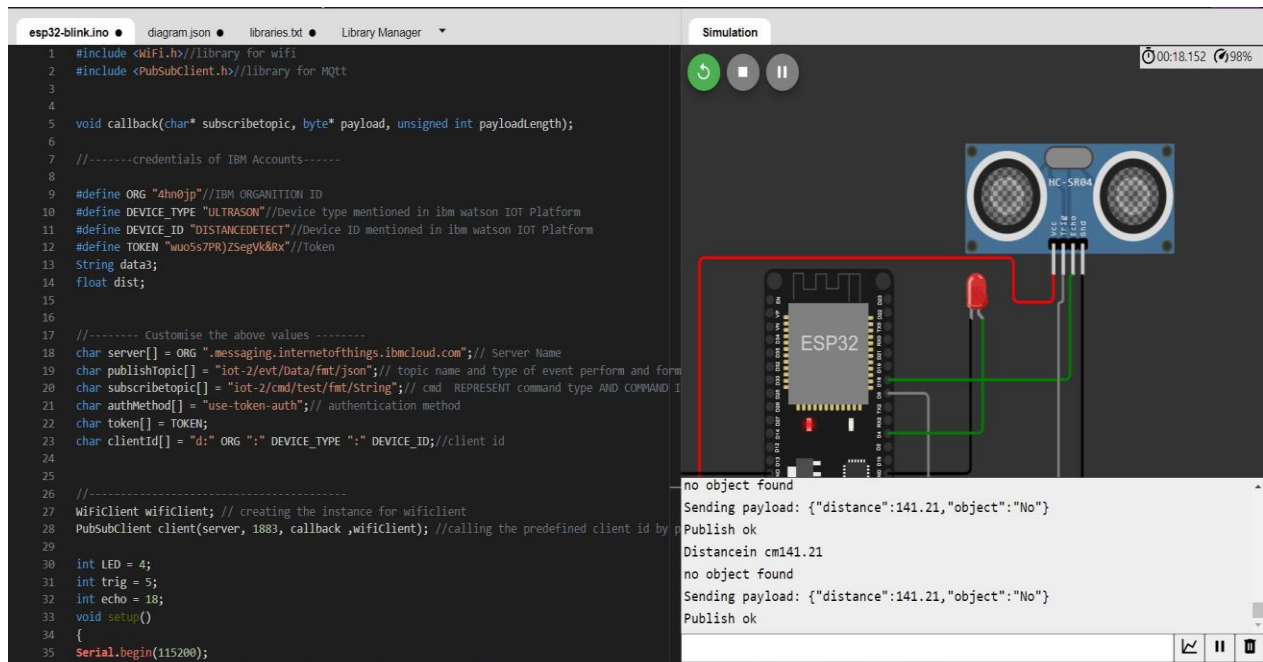 esp32-blink.ino ● diagram.json ● libraries.txt ● Library Manager ▼
1 #include <WiFi.h>//library for wifi
2 #include <PubSubClient.h>//library for MQtt
3
4
5 void callback(char* subscribetopic, byte* payload, unsigned int payloadLength);
6
7 //-------credentials of IBM Accounts------
8
9 #define ORG "4hn0jp"//IBM ORGANITION ID
10 #define DEVICE_TYPE "ULTRASON"//Device type mentioned in ibm watson IOT Platform
11 #define DEVICE_ID "DISTANCEDETECT"//Device ID mentioned in ibm watson IOT Platform
12 #define TOKEN "wuo5s7PR)ZSegVk&Rx"//Token
13 String data3;
14 float dist;
15
16
17 //-------- Customise the above values --------
18 char server[] = ORG ".messaging.internetofthings.ibmcloud.com";// Server Name
19 char publishTopic[] = "iot-2/evt/Data/fmt/json";// topic name and type of event perform and form
20 char subscribetopic[] = "iot-2/cmd/test/fmt/String";// cmd REPRESENT command type AND COMMAND I
21 char authMethod[] = "use-token-auth";// authentication method
22 char token[] = TOKEN;
23 char clientId[] = "d:" ORG ":" DEVICE_TYPE ":" DEVICE_ID;//client id
24
25
26 //-----------------------------------------
27 WiFiClient wifiClient; // creating the instance for wificlient
28 PubSubClient client(server, 1883, callback ,wifiClient); //calling the predefined client id by p
29
30 int LED = 4;
31 int trig = 5;
32 int echo = 18;
33 void setup()
34 {
35 Serial.begin(115200);
Simulation
00:18.152 98%
HC-SR04
Vcc
Trig
Echo
Gnd
ESP32
no object found
Sending payload: {"distance":141.21,"object":"No"}
Publish ok
Distancein cm141.21
no object found
Sending payload: {"distance":141.21,"object":"No"}
Publish ok